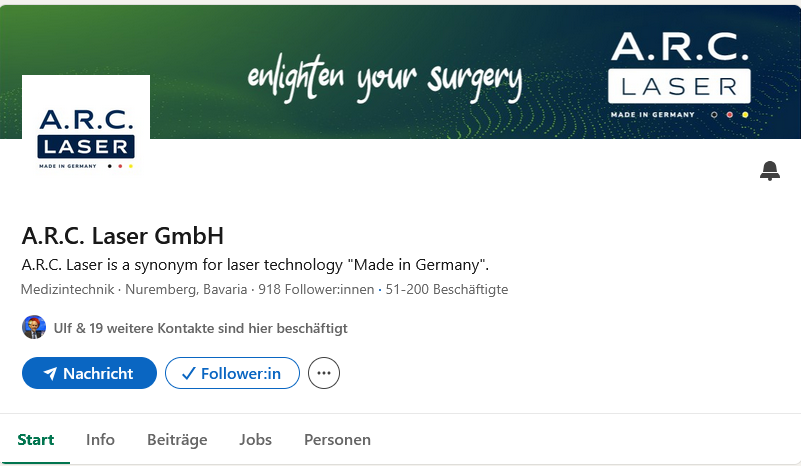 enlighten your surgery
A.R.C.
LASER
MADE IN GERMANY
A.R.C.
LASER
MADE IN GERMANY
A.R.C. Laser GmbH
A.R.C. Laser is a synonym for laser technology "Made in Germany".
Medizintechnik · Nuremberg, Bavaria · 918 Follower:innen · 51-200 Beschäftigte
Ulf & 19 weitere Kontakte sind hier beschäftigt
Nachricht Follower:in
Start Info Beiträge Jobs Personen